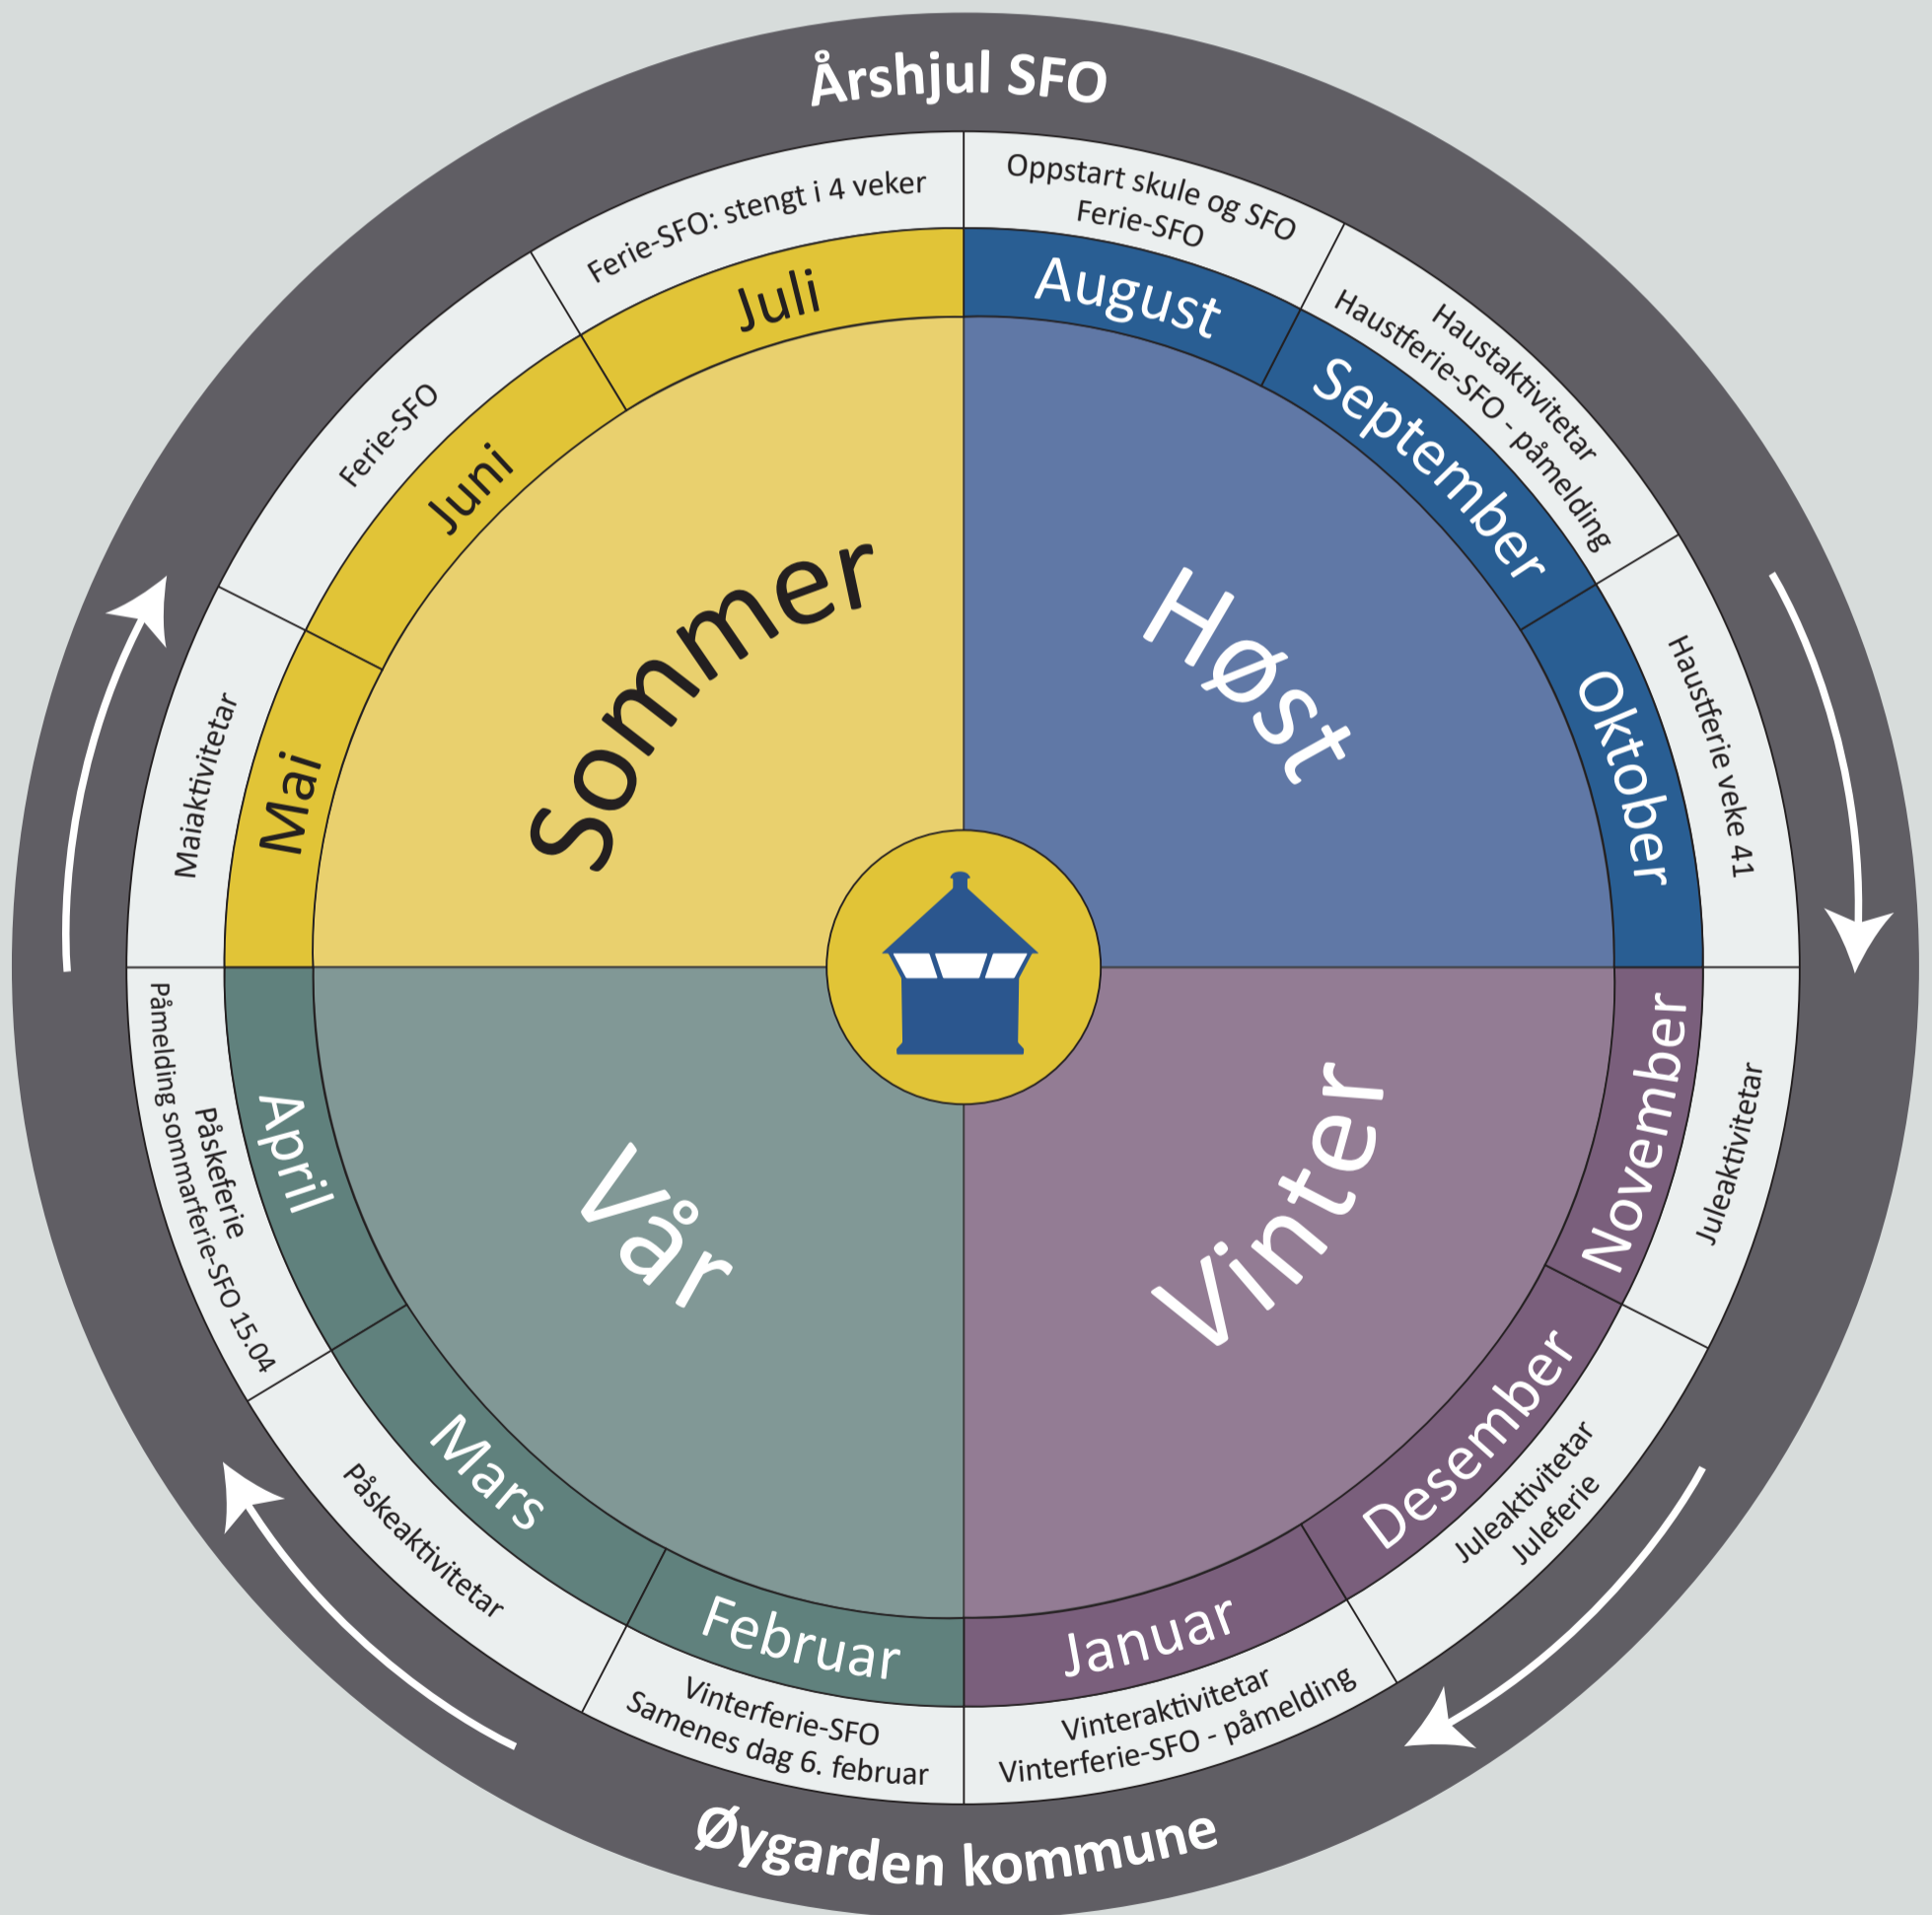 Årshjul SFO
Oppstart skule og SFO
Ferie-SFO
August
Haustaktivitetar
Haustferie-SFO - påmelding
September
Haustferie veke 41
Oktober
Høst
Juleaktivitetar
November
Juleaktivitetar
Juleferie
Desember
Vinteraktivitetar
Vinterferie-SFO - påmelding
Januar
Vinter
Vinterferie-SFO
Samenes dag 6. februar
Februar
Påskeaktivitetar
Mars
Påskeferie
Påmelding sommarferie-SFO 15.04
April
Vår
Maiaktivitetar
Mai
Ferie-SFO
Juni
Ferie-SFO: stengt i 4 veker
Juli
Sommer
Øygarden kommune